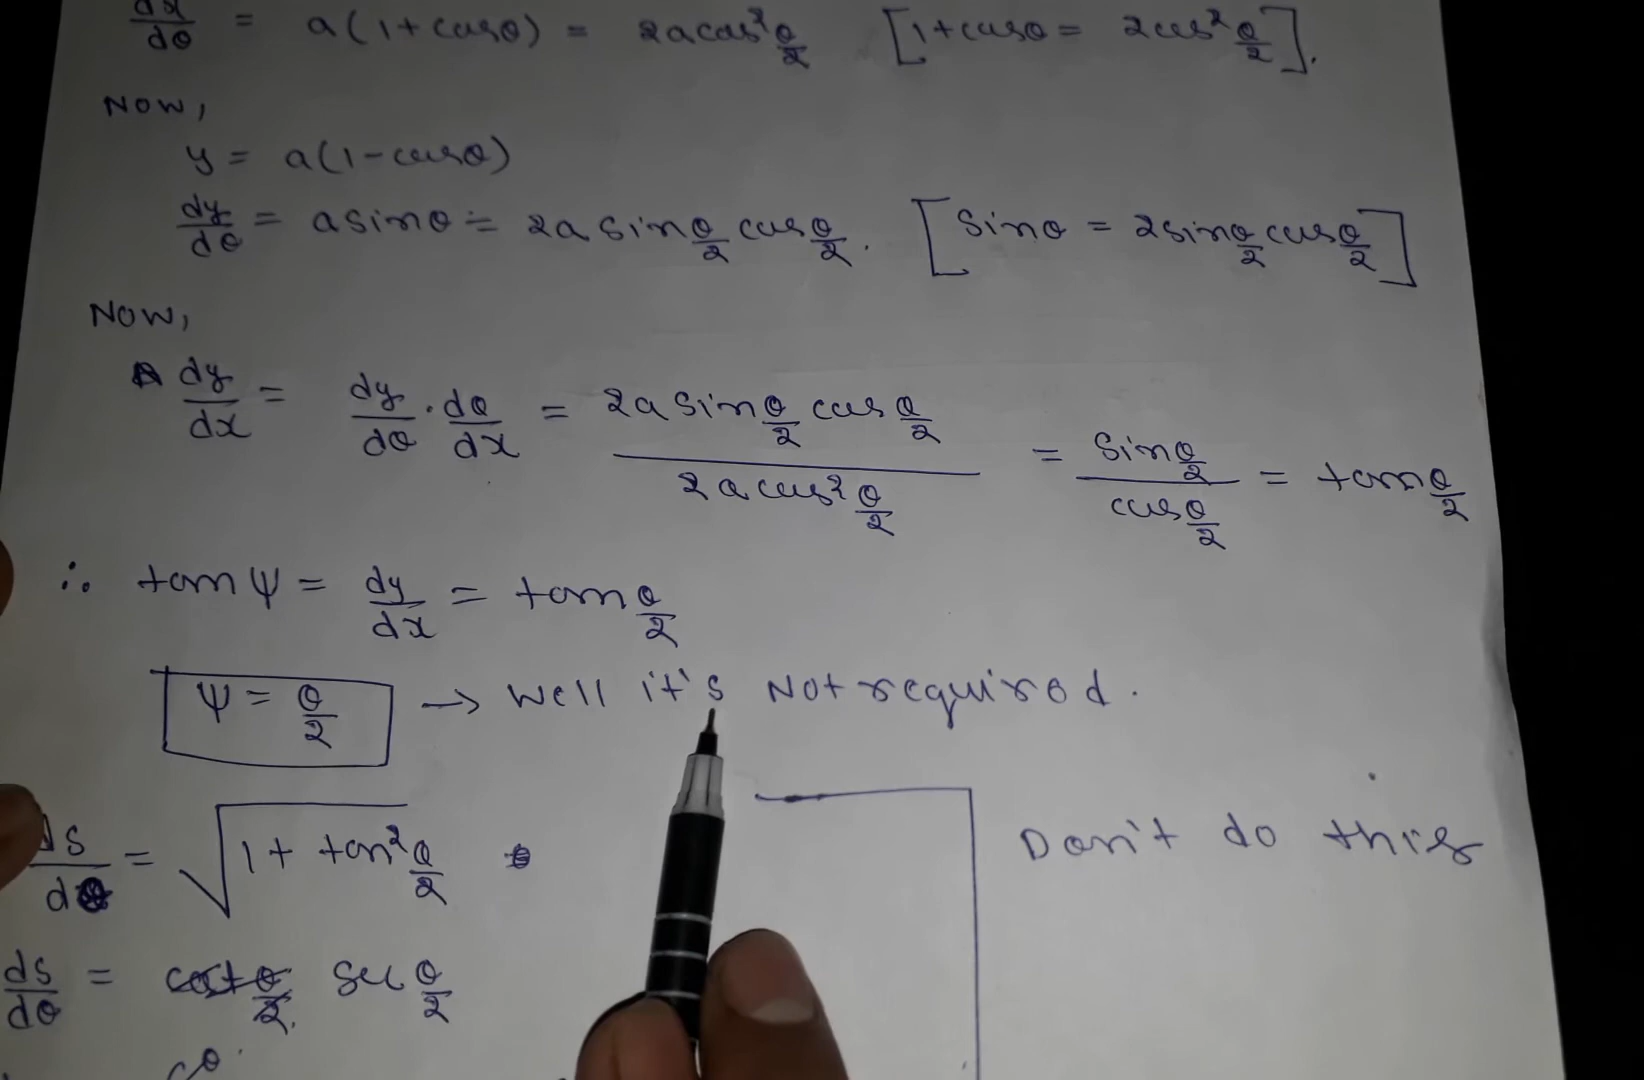 dx/dθ = a(1+cosθ) = 2acos²θ/2 [1+cosθ = 2cos²θ/2].
Now,
y = a(1-cosθ)
dy/dθ = asinθ = 2a sinθ/2 cosθ/2. [Sinθ = 2sinθ/2 cosθ/2]
Now,
dy/dx = dy/dθ · dθ/dx = 2a sinθ/2 cosθ/2 / 2acos²θ/2 = Sinθ/2 / cosθ/2 = tanθ/2
∴ tanψ = dy/dx = tanθ/2
ψ = θ/2 → Well it's Not required.
ds/dθ = √1+tan²θ/2
Don't do this
ds/dθ = secθ/2